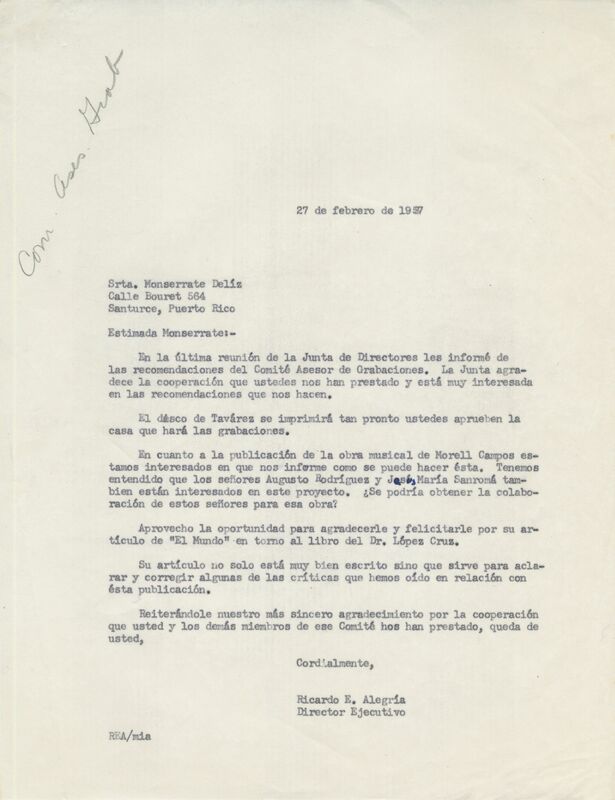 Com. Ases. Grab
27 de febrero de 1957
Srta. Monserrate Delíz
Calle Bouret 564
Santurce, Puerto Rico
Estimada Monserrate:-
En la última reunión de la Junta de Directores les informé de
las recomendaciones del Comité Asesor de Grabaciones. La Junta agra-
dece la cooperación que ustedes nos han prestado y está muy interesada
en las recomendaciones que nos hacen.
El disco de Tavárez se imprimirá tan pronto ustedes aprueben la
casa que hará las grabaciones.
En cuanto a la publicación de la obra musical de Morell Campos es-
tamos interesados en que nos informe como se puede hacer ésta. Tenemos
entendido que los señores Augusto Rodríguez y Jesús María Sanromá tam-
bien están interesados en este proyecto. ¿Se podría obtener la colabo-
ración de estos señores para esa obra?
Aprovecho la oportunidad para agradecerle y felicitarle por su ar-
tículo de "El Mundo" en torno al libro del Dr. López Cruz.
Su artículo no solo está muy bien escrito sino que sirve para acla-
rar y corregir algunas de las críticas que hemos oído en relación con
ésta publicación.
Reiterándole nuestro más sincero agradecimiento por la cooperación
que usted y los demás miembros de ese Comité hos han prestado, queda de
usted,
Cordialmente,
Ricardo E. Alegría
Director Ejecutivo
REA/mia